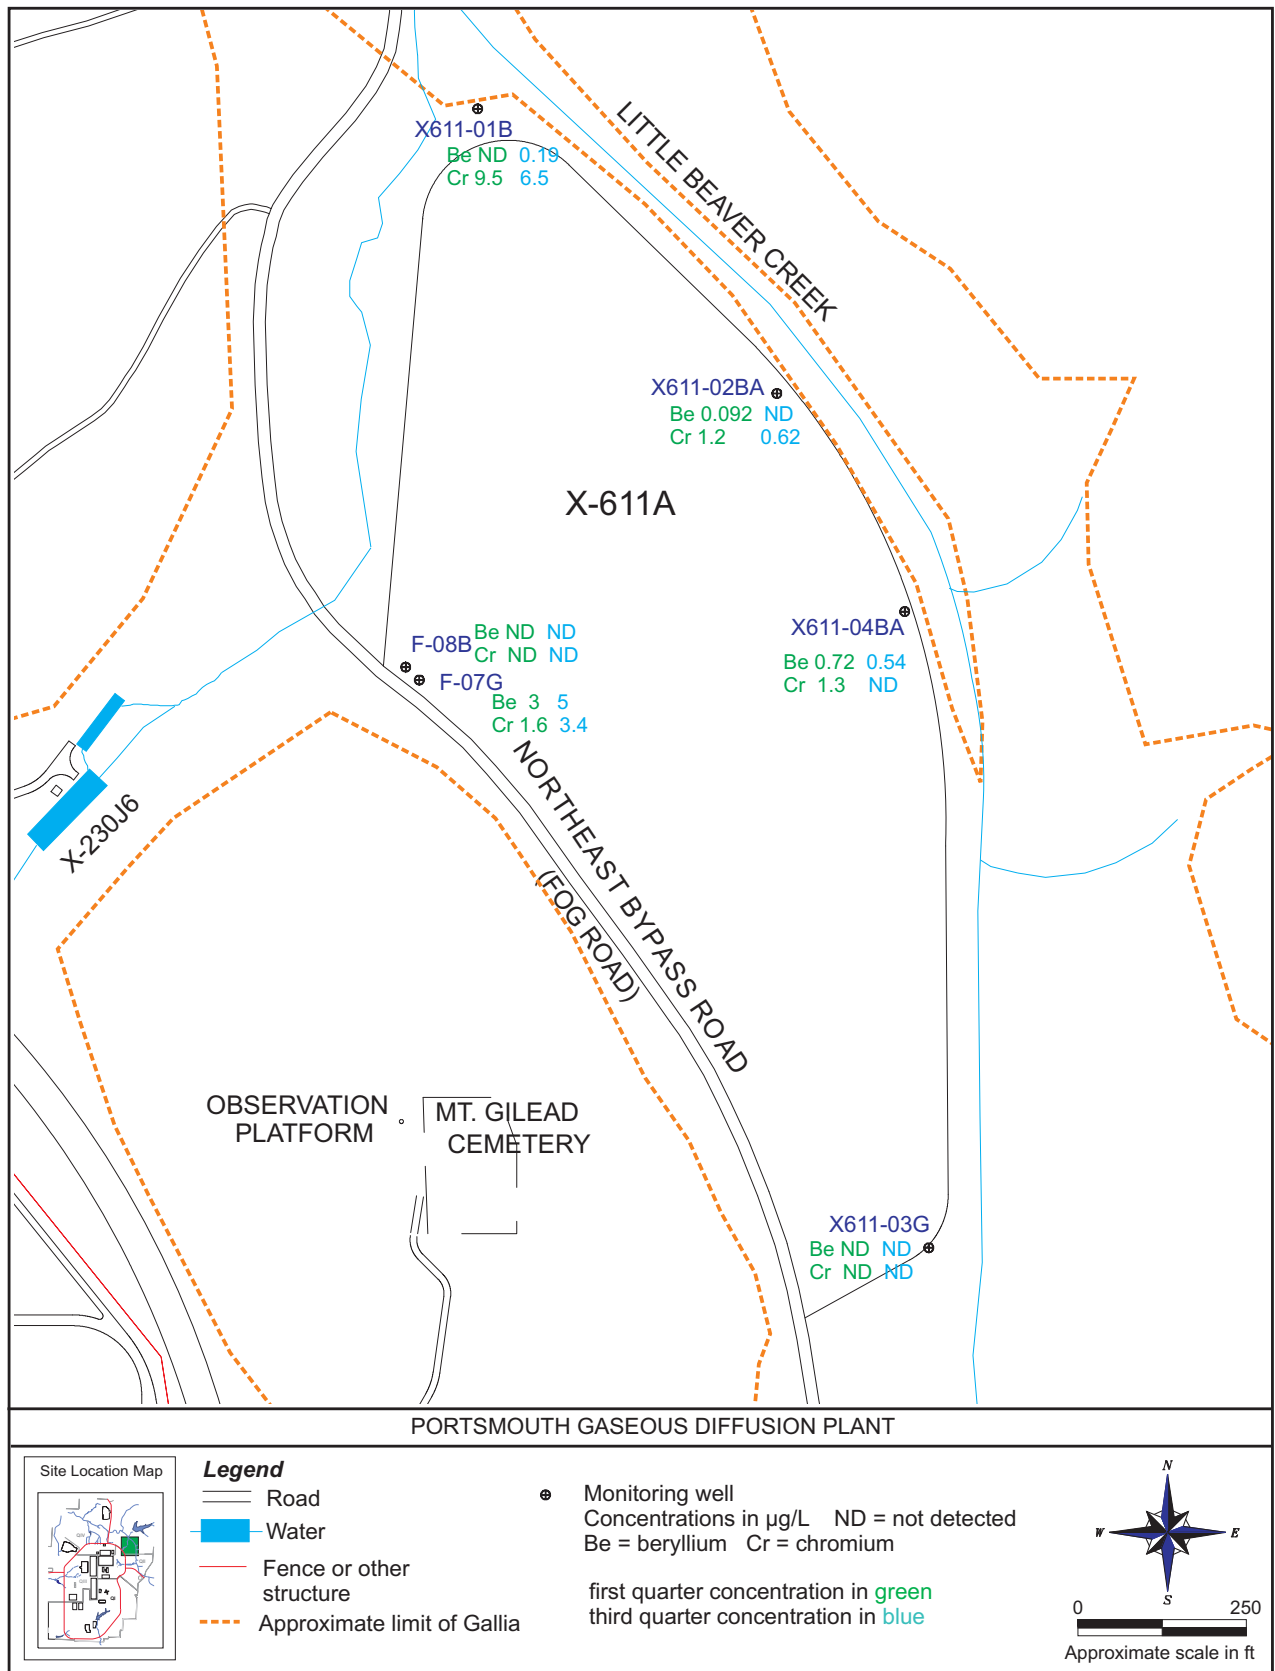 LITTLE BEAVER CREEK
X611-01B
Be ND 0.19
Cr 9.5 6.5
X611-02BA
Be 0.092 ND
Cr 1.2 0.62
X-611A
X611-04BA
Be 0.72 0.54
Cr 1.3 ND
F-08B
Be ND ND
Cr ND ND
F-07G
Be 3 5
Cr 1.6 3.4
NORTHEAST BYPASS ROAD
(FOG ROAD)
X-230J6
OBSERVATION
PLATFORM
MT. GILEAD
CEMETERY
X611-03G
Be ND ND
Cr ND ND
PORTSMOUTH GASEOUS DIFFUSION PLANT
Site Location Map
Legend
Road
Water
Fence or other
structure
Approximate limit of Gallia
Monitoring well
Concentrations in µg/L ND = not detected
Be = beryllium Cr = chromium
first quarter concentration in green
third quarter concentration in blue
N
W
E
S
0 250
Approximate scale in ft